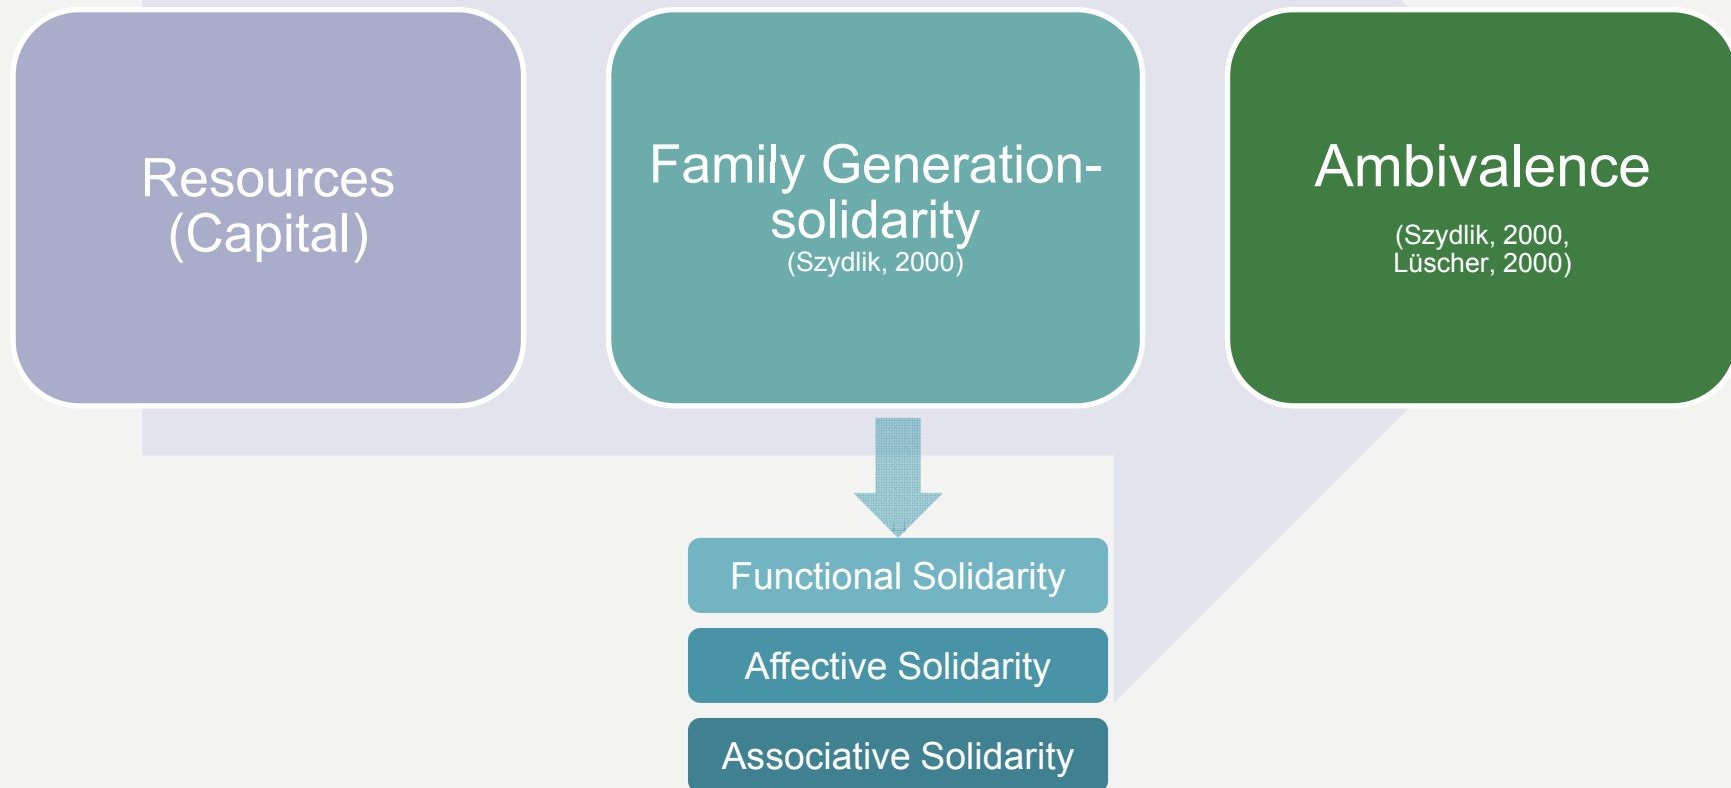 Resources
(Capital)
Family Generation-
solidarity
(Szydlik, 2000)
Ambivalence
(Szydlik, 2000,
Lüscher, 2000)
Functional Solidarity
Affective Solidarity
Associative Solidarity